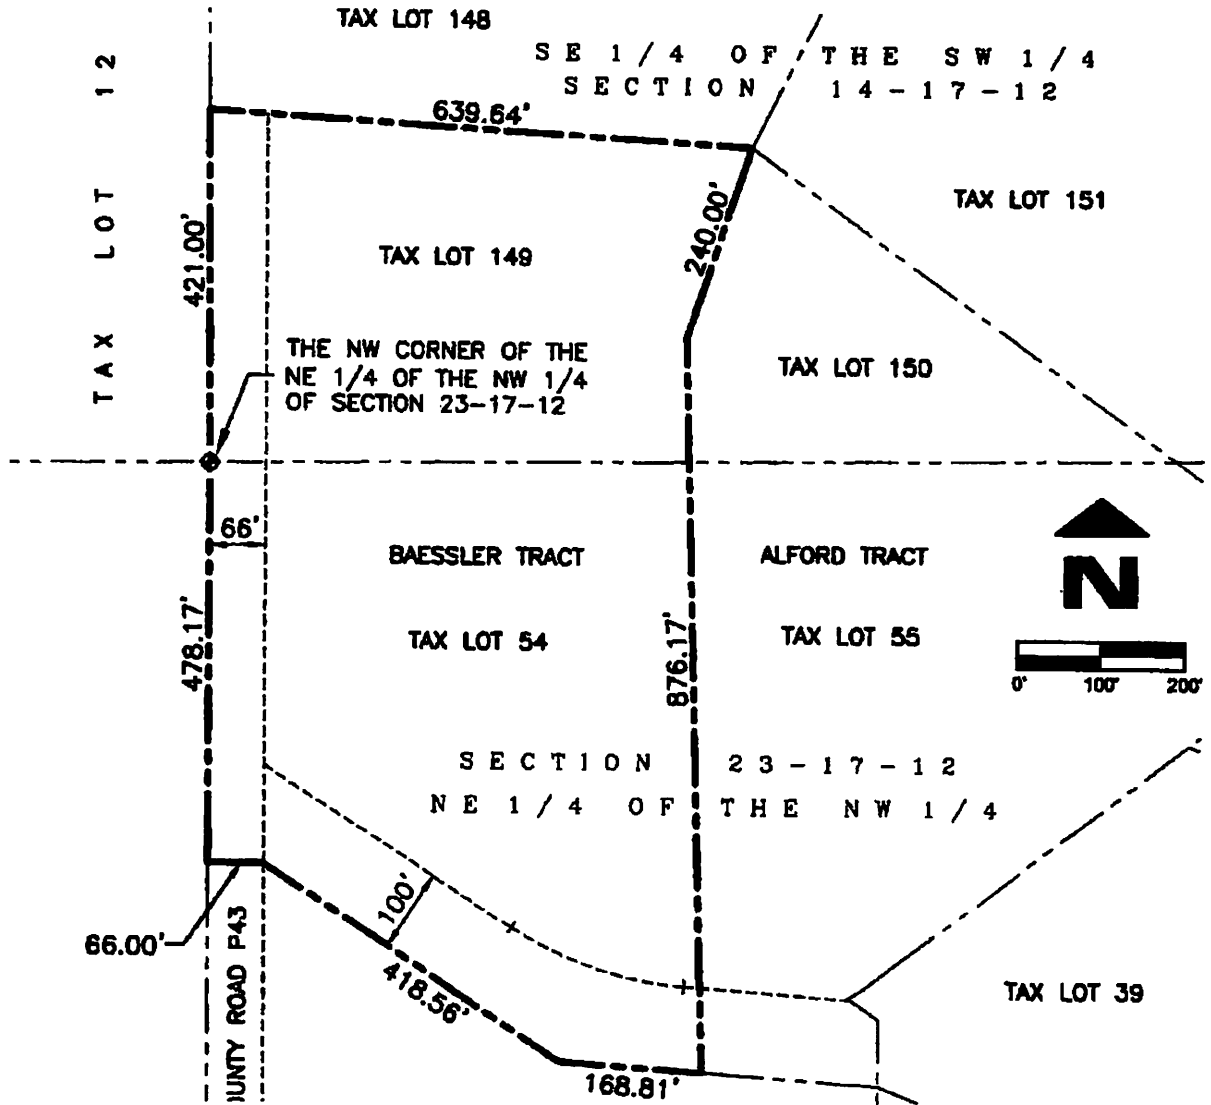 TAX LOT 148
SE 1/4 OF THE SW 1/4
SECTION 14-17-12
TAX LOT 12
639.64'
TAX LOT 151
240.00'
421.00'
TAX LOT 149
THE NW CORNER OF THE
NE 1/4 OF THE NW 1/4
OF SECTION 23-17-12
TAX LOT 150
66'
BAESSLER TRACT
ALFORD TRACT
N
478.17'
TAX LOT 54
876.17'
TAX LOT 55
0' 100' 200'
SECTION 23-17-12
NE 1/4 OF THE NW 1/4
100'
66.00'
OUNTY ROAD P43
418.56'
TAX LOT 39
168.81'